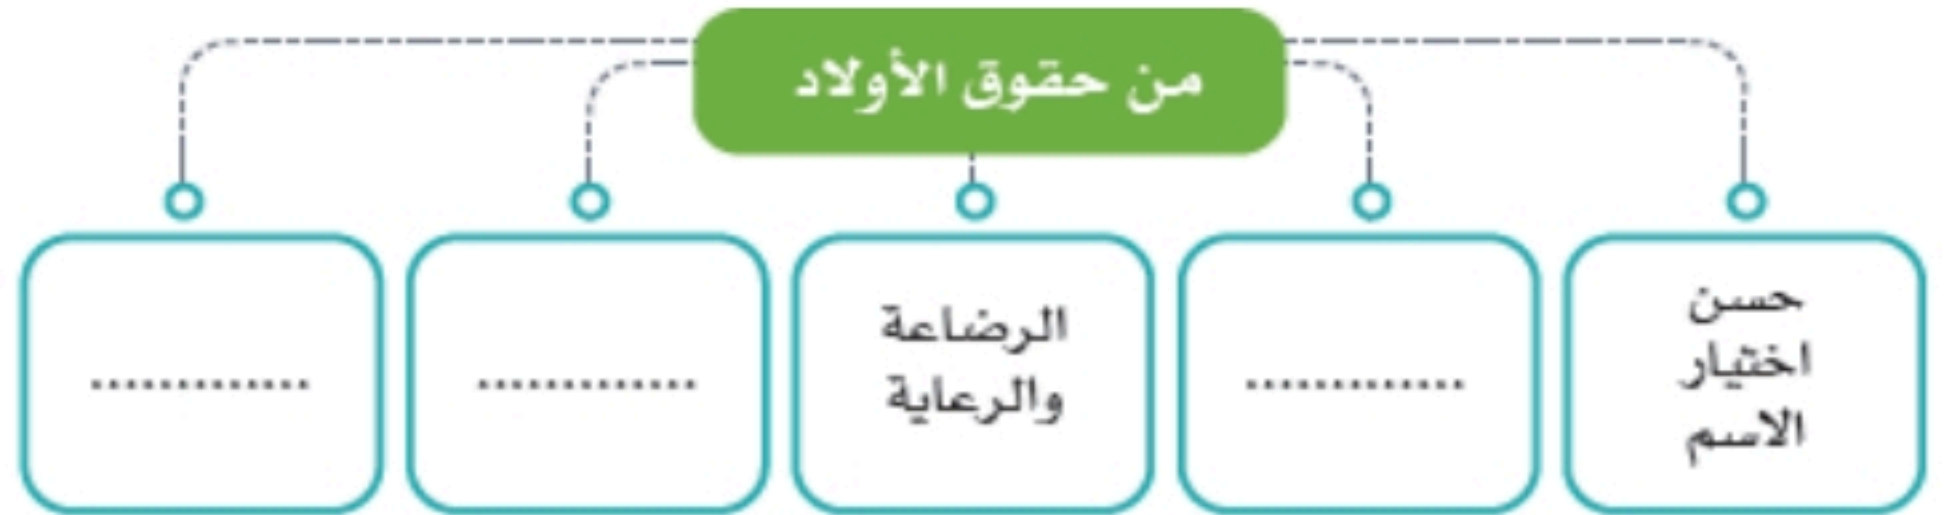 من حقوق الأولاد
حسن
اختيار
الاسم
.............
الرضاعة
والرعاية
.............
.............